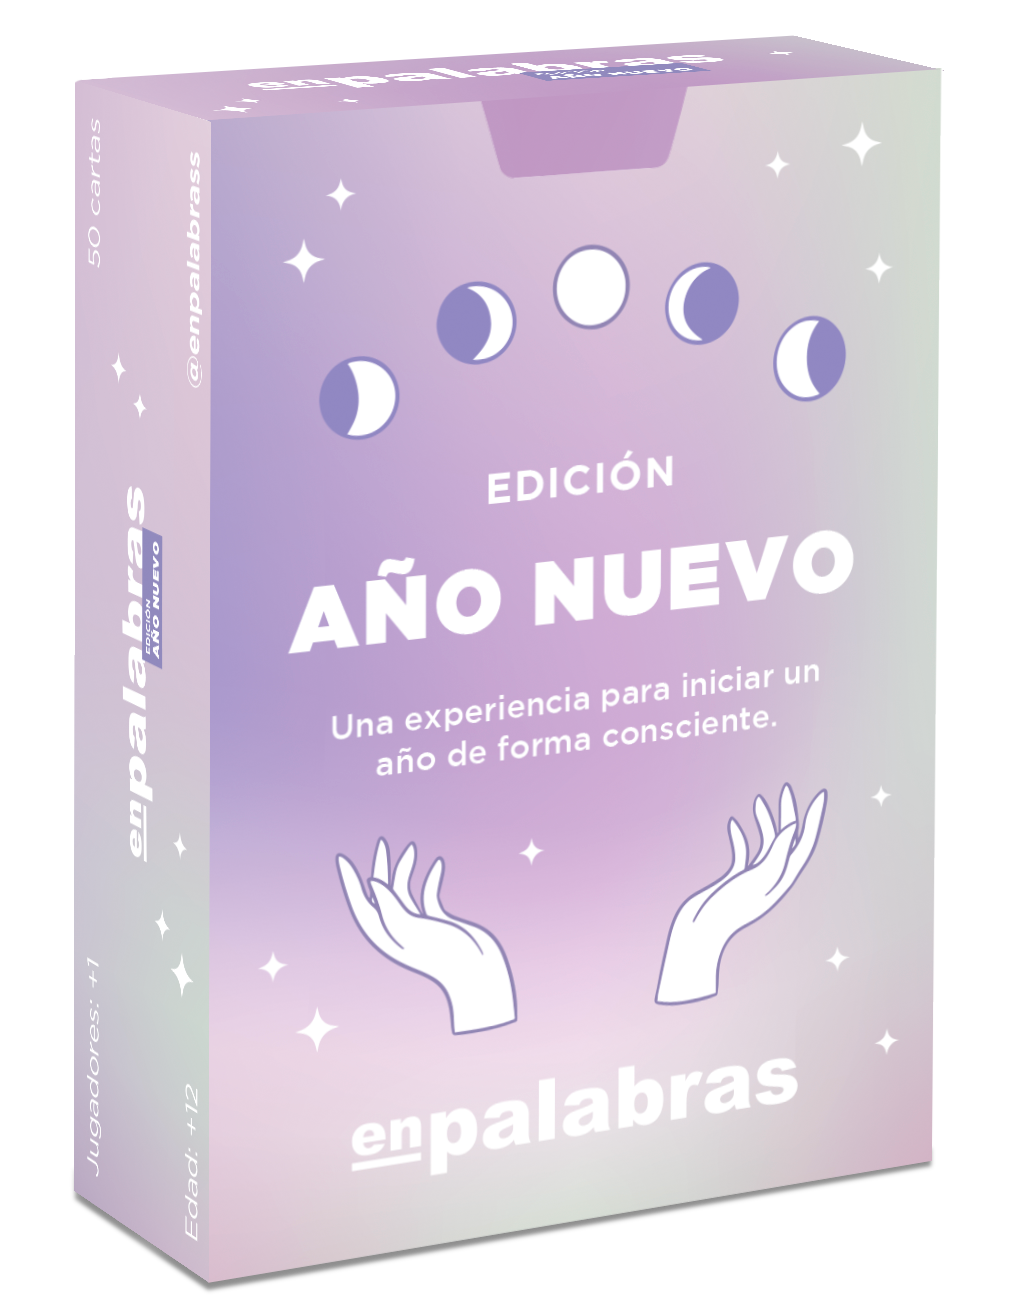 enpalabras
EDICIÓN
AÑO NUEVO
50 cartas
@enpalabrass
enpalabras
EDICIÓN
AÑO NUEVO
Jugadores: +1
Edad: +12
EDICIÓN
AÑO NUEVO
Una experiencia para iniciar un
año de forma consciente.
enpalabras